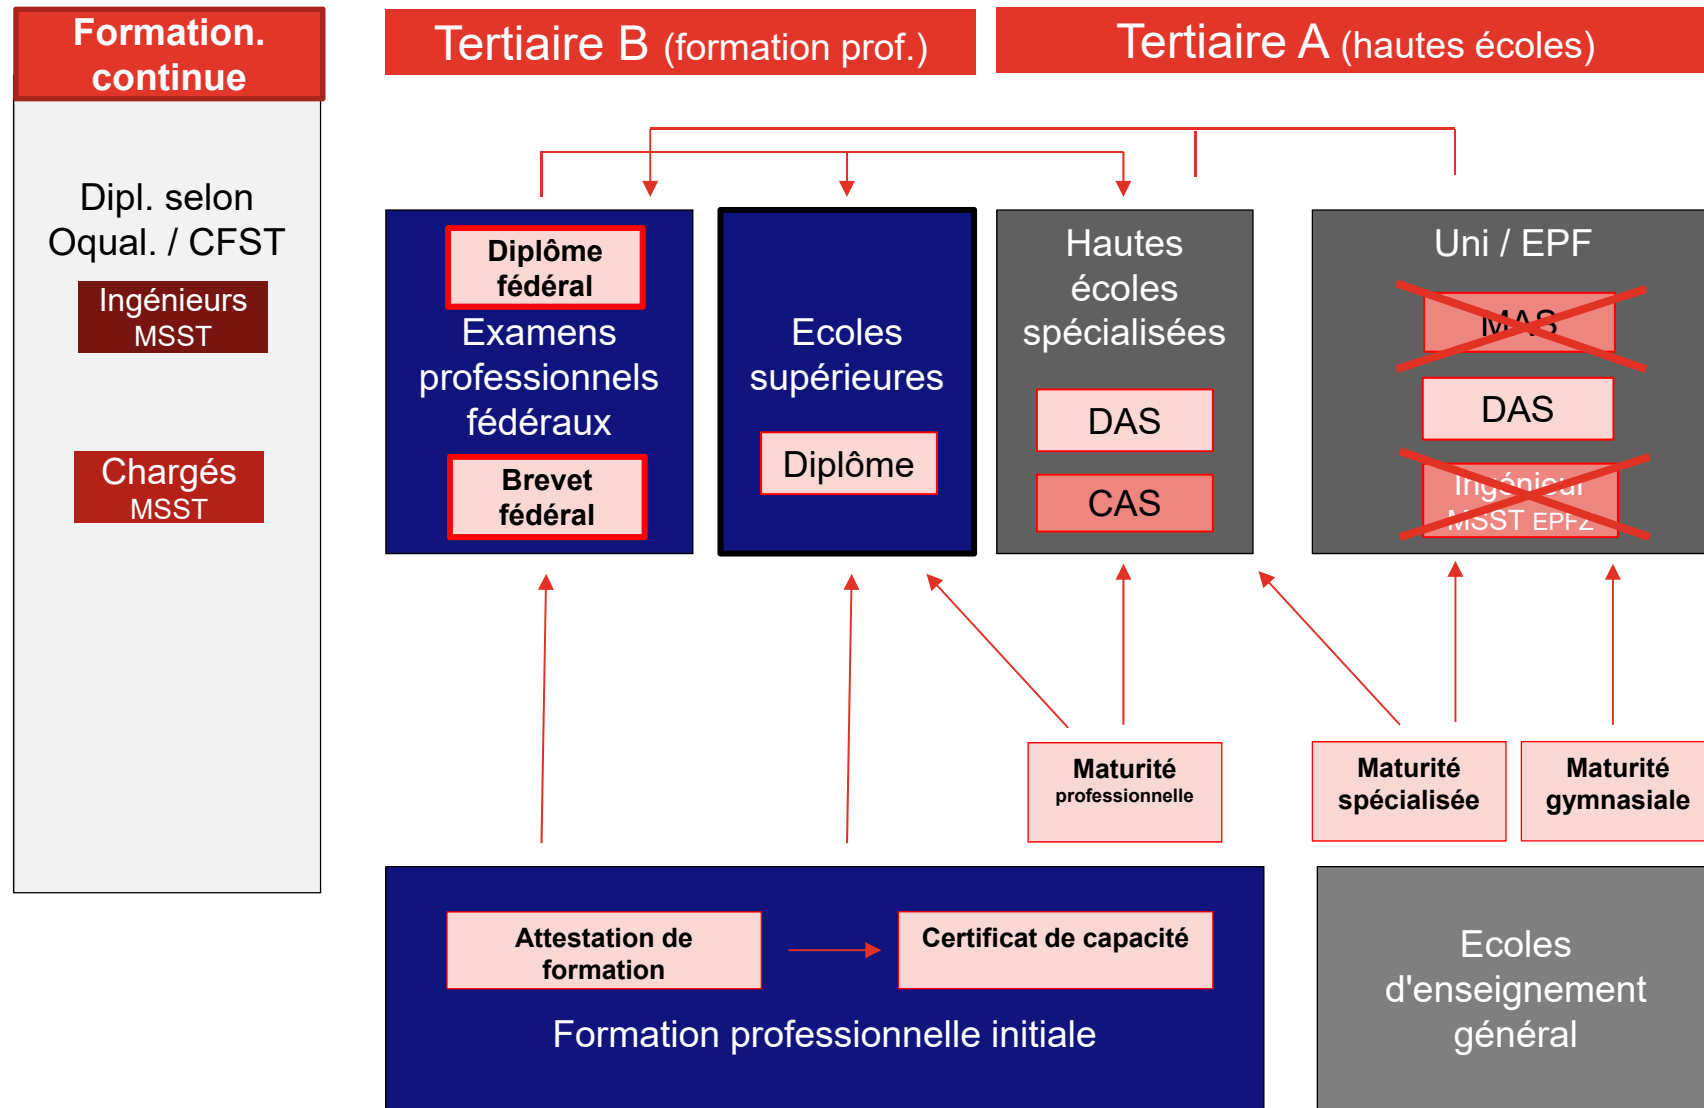 Formation.
continue
Tertiaire B (formation prof.)
Tertiaire A (hautes écoles)
Dipl. selon
Oqual. / CFST
Ingénieurs
MSST
Chargés
MSST
Diplôme
fédéral
Examens
professionnels
fédéraux
Brevet
fédéral
Ecoles
supérieures
Diplôme
Hautes
écoles
spécialisées
DAS
CAS
Uni / EPF
MAS
DAS
Ingénieur
MSST EPFZ
Maturité
professionnelle
Maturité
spécialisée
Maturité
gymnasiale
Attestation de
formation
Certificat de capacité
Formation professionnelle initiale
Ecoles
d'enseignement
général